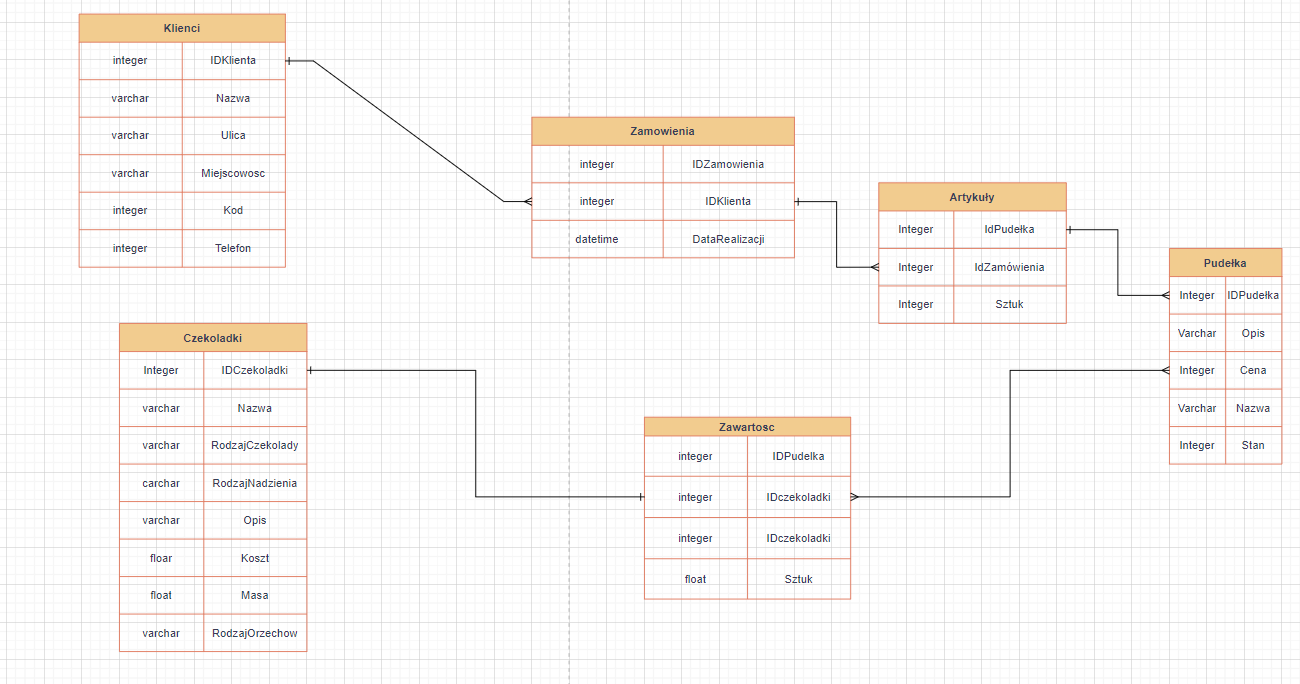 Klienci
integer IDKlienta
varchar Nazwa
varchar Ulica
varchar Miejscowosc
integer Kod
integer Telefon
Zamowienia
integer IDZamowienia
integer IDKlienta
datetime DataRealizacji
Artykuły
Integer IdPudełka
Integer IdZamówienia
Integer Sztuk
Pudełka
Integer IDPudełka
Varchar Opis
Integer Cena
Varchar Nazwa
Integer Stan
Czekoladki
Integer IDCzekoladki
varchar Nazwa
varchar RodzajCzekolady
carchar RodzajNadzienia
varchar Opis
floar Koszt
float Masa
varchar RodzajOrzechow
Zawartosc
integer IDPudelka
integer IDczekoladki
integer IDczekoladki
float Sztuk